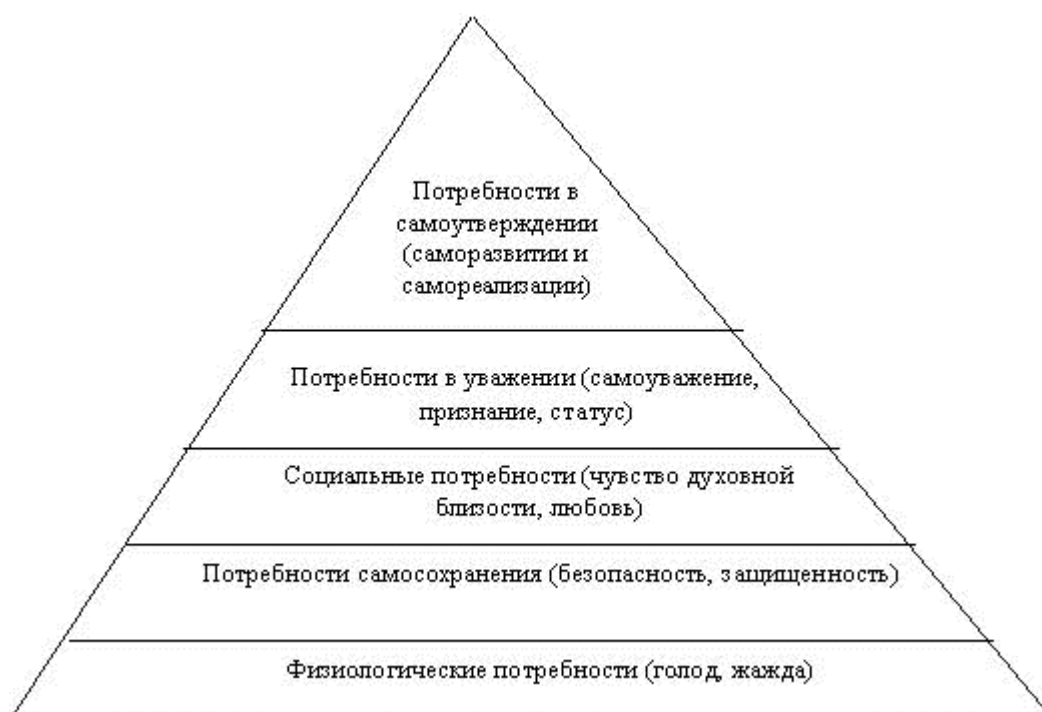 Потребности в
самоутверждении
(саморазвитии и
самореализации)
Потребности в уважении (самоуважение,
признание, статус)
Социальные потребности (чувство духовной
близости, любовь)
Потребности самосохранения (безопасность, защищенность)
Физиологические потребности (голод, жажда)